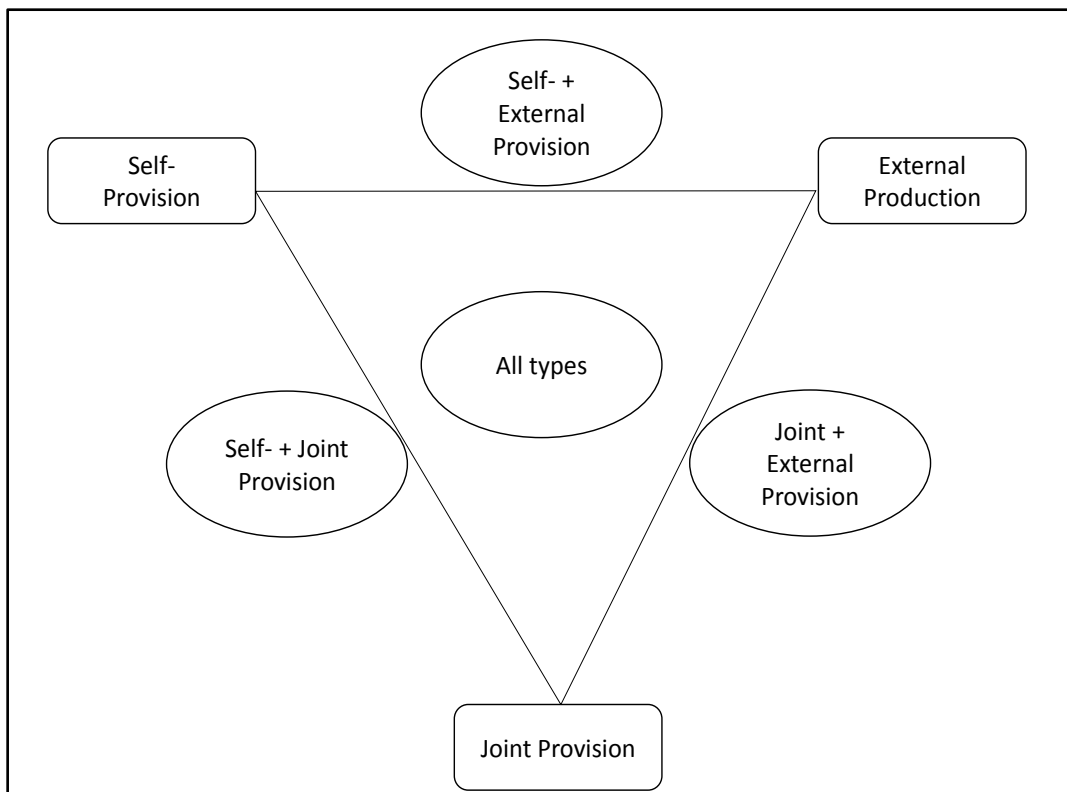 Self- +
External
Provision
Self-
Provision
External
Production
All types
Self- + Joint
Provision
Joint +
External
Provision
Joint Provision